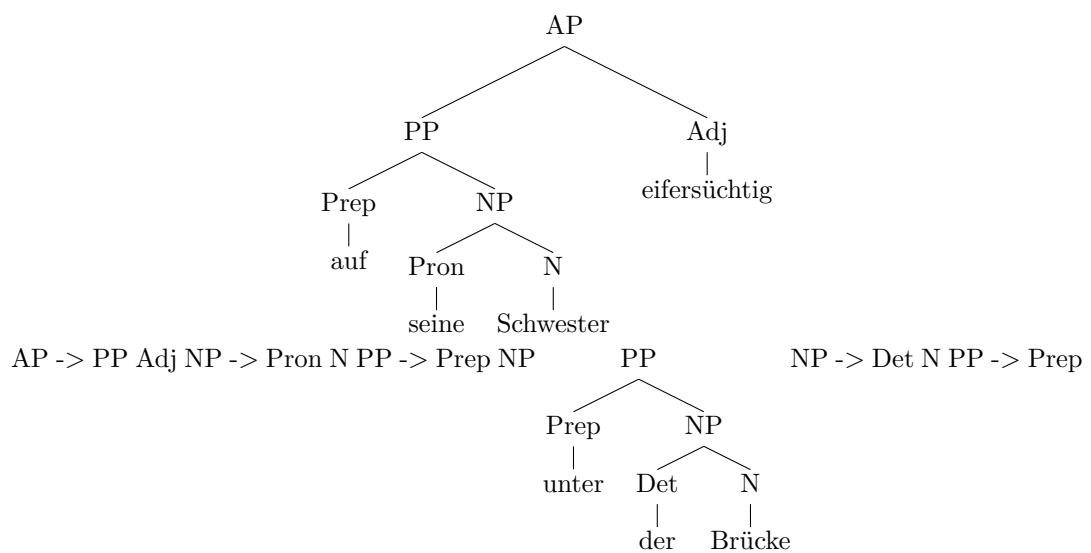 AP
PP Adj
Prep NP eifersüchtig
auf Pron N
seine Schwester
AP -> PP Adj NP -> Pron N PP -> Prep NP PP NP -> Det N PP -> Prep
Prep NP
unter Det N
der Brücke